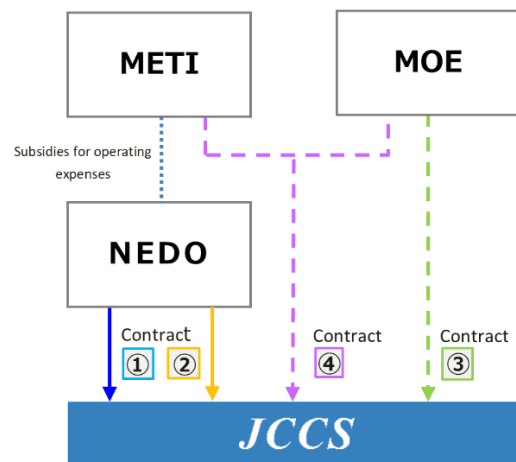 METI
MOE
Subsidies for operating
expenses
NEDO
Contract
① ②
Contract
④
Contract
③
JCCS